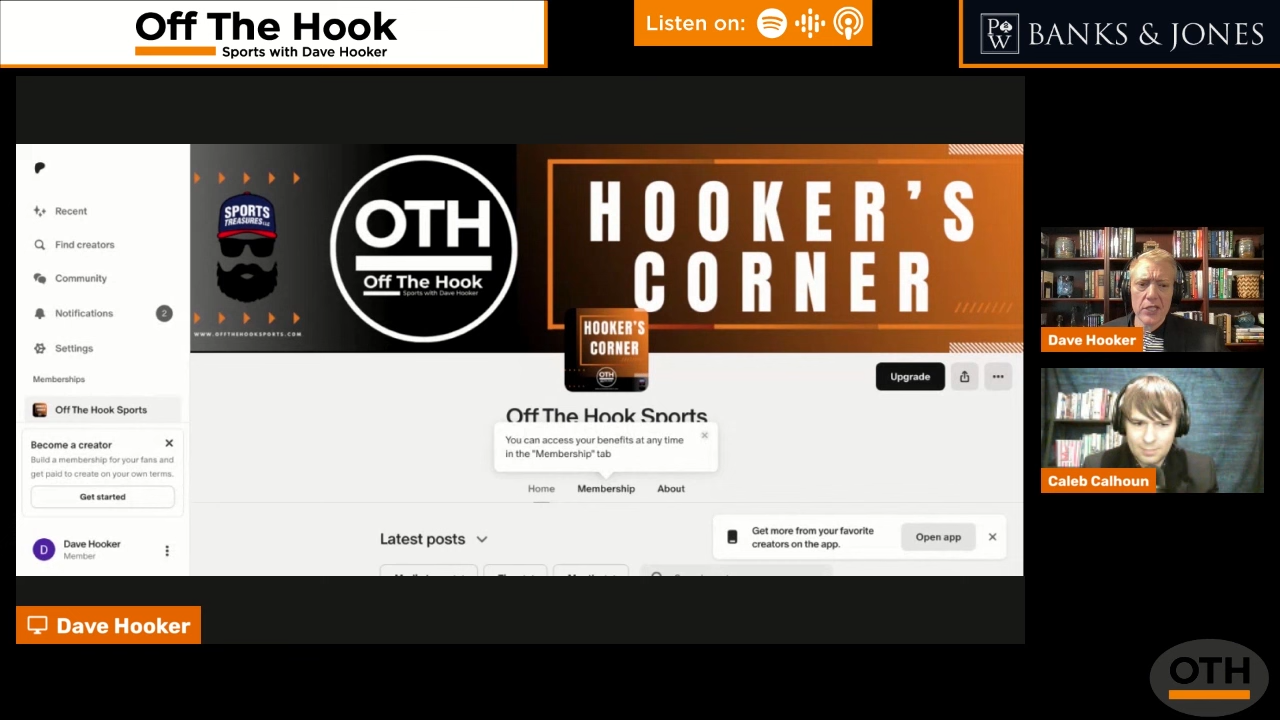 Off The Hook
Sports with Dave Hooker
Listen on:
P W
BANKS & JONES
Recent
Find creators
Community
Notifications
2
Settings
Memberships
Off The Hook Sports
Become a creator
Build a membership for your fans and
get paid to create on your own terms.
Get started
D
Dave Hooker
Member
SPORTS
TREASURES
WWW.OFFTHEHOOKSPORTS.COM
OTH
Off The Hook
Sports with Dave Hooker
HOOKER'S
CORNER
HOOKER'S
CORNER
OTH
Upgrade
Off The Hook Sports
You can access your benefits at any time
in the "Membership" tab
Home
Membership
About
Latest posts
Get more from your favorite
creators on the app.
Open app
Dave Hooker
Caleb Calhoun
Dave Hooker
OTH